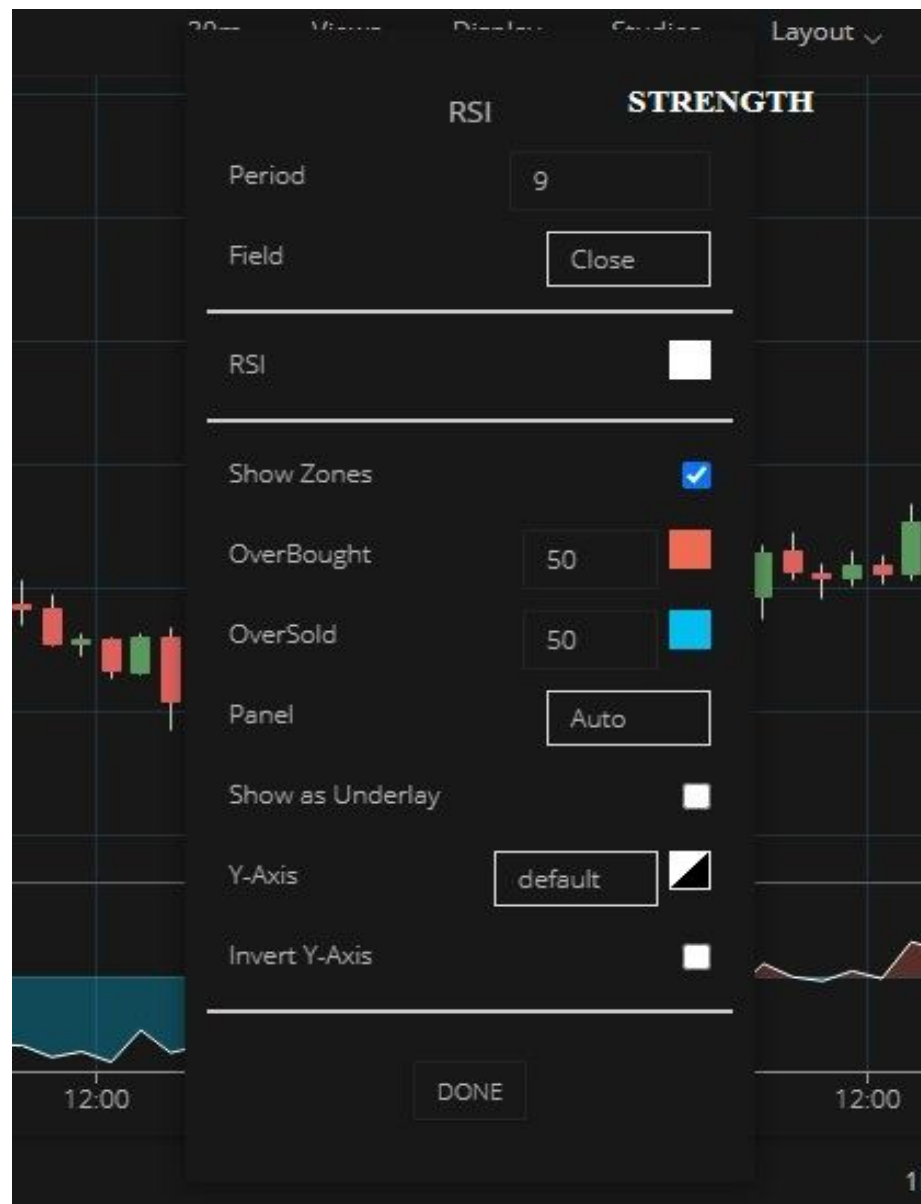 Layout
RSI
STRENGTH
Period
9
Field
Close
RSI
Show Zones
OverBought
50
OverSold
50
Panel
Auto
Show as Underlay
Y-Axis
default
Invert Y-Axis
12:00
DONE
12:00
1